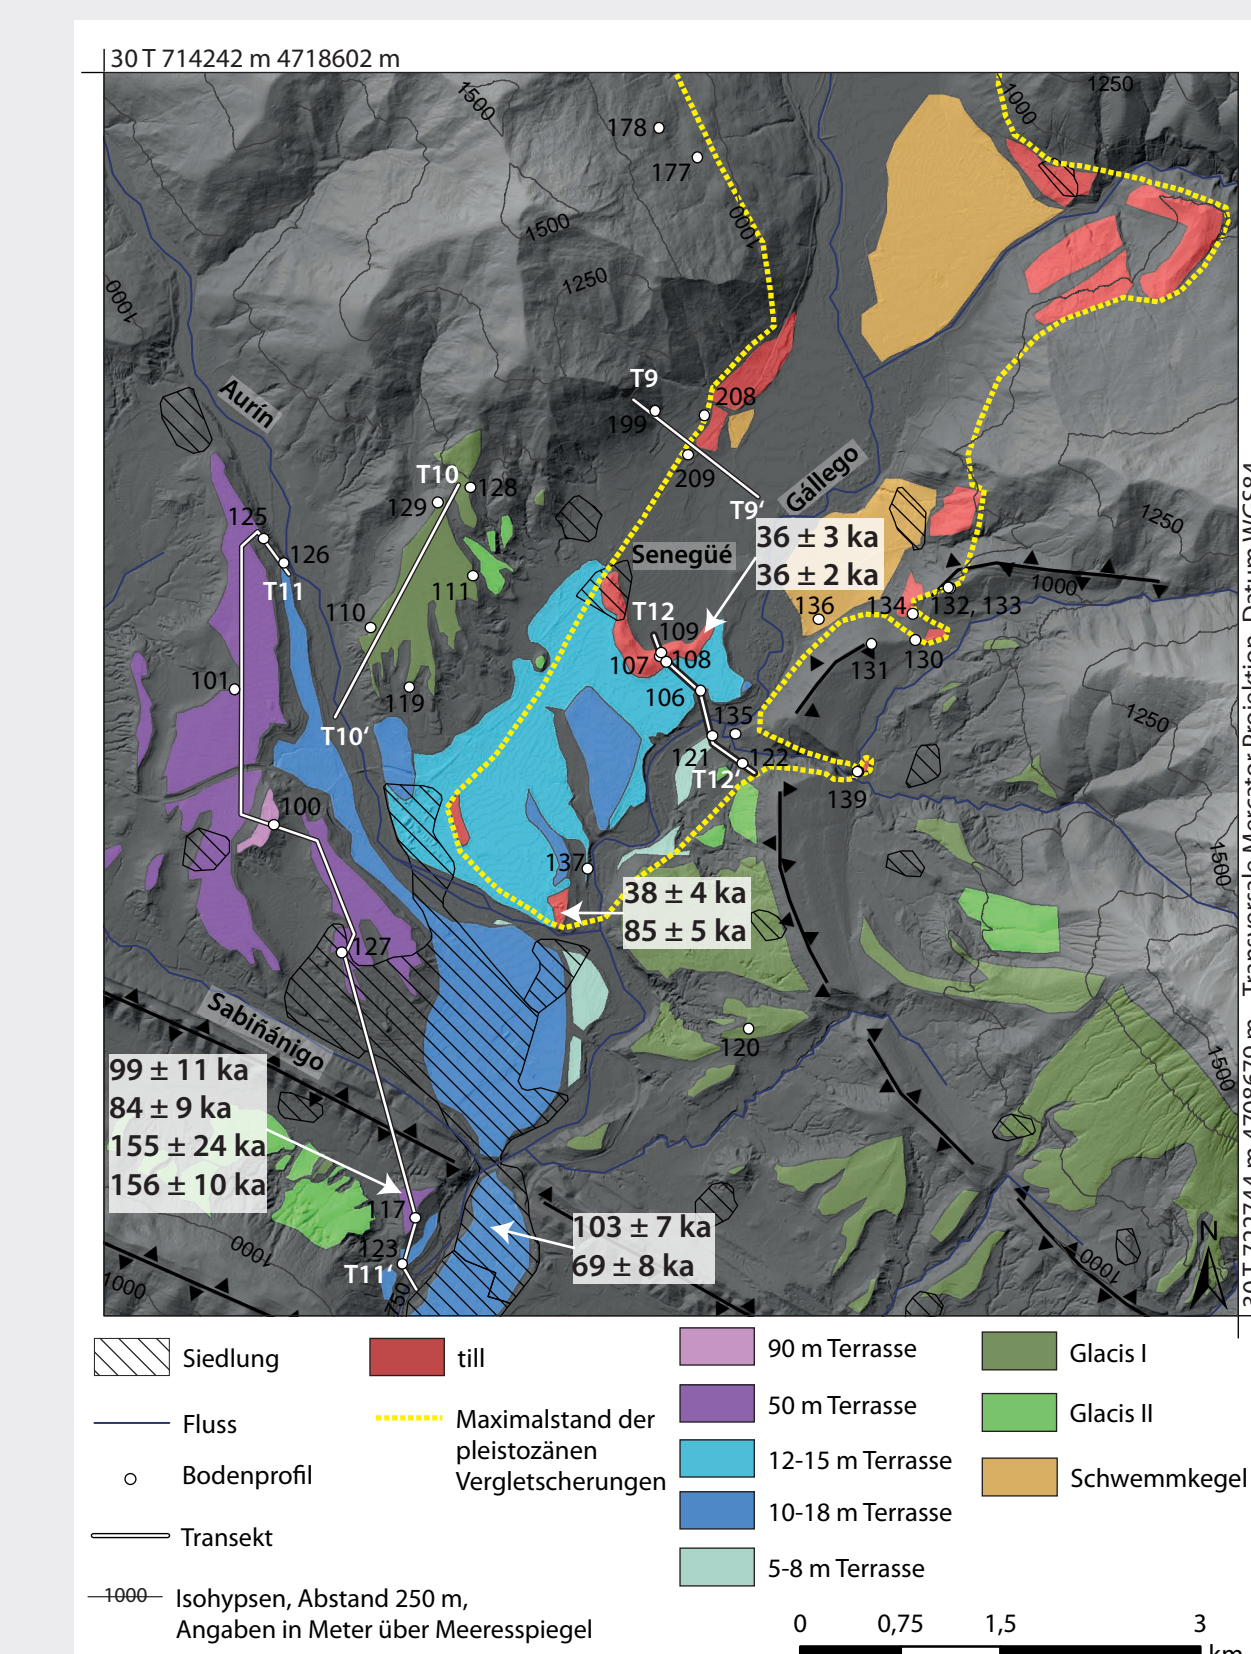 30 T 714242 m 4718602 m
1500
1000
1250
178
177
1000
1500
1250
1000
Aurín
T9
199
208
209
T9‘
Gállego
T10
128
129
125
126
T11
110
111
Senegüé
36 ± 3 ka
36 ± 2 ka
1250
1000
T12
109
107
108
136
134
132, 133
130
131
101
119
T10‘
106
135
121
122
T12‘
1250
139
100
137
1500
38 ± 4 ka
85 ± 5 ka
127
Sabiñánigo
120
1500
99 ± 11 ka
84 ± 9 ka
155 ± 24 ka
156 ± 10 ka
117
123
T11‘
103 ± 7 ka
69 ± 8 ka
1000
1000
750
1000
N
Siedlung
Fluss
Bodenprofil
Transekt
1000
Isohypsen, Abstand 250 m,
Angaben in Meter über Meeresspiegel
till
Maximalstand der
pleistozänen
Vergletscherungen
90 m Terrasse
50 m Terrasse
12-15 m Terrasse
10-18 m Terrasse
5-8 m Terrasse
Glacis I
Glacis II
Schwemmkegel
0 0,75 1,5 3
km